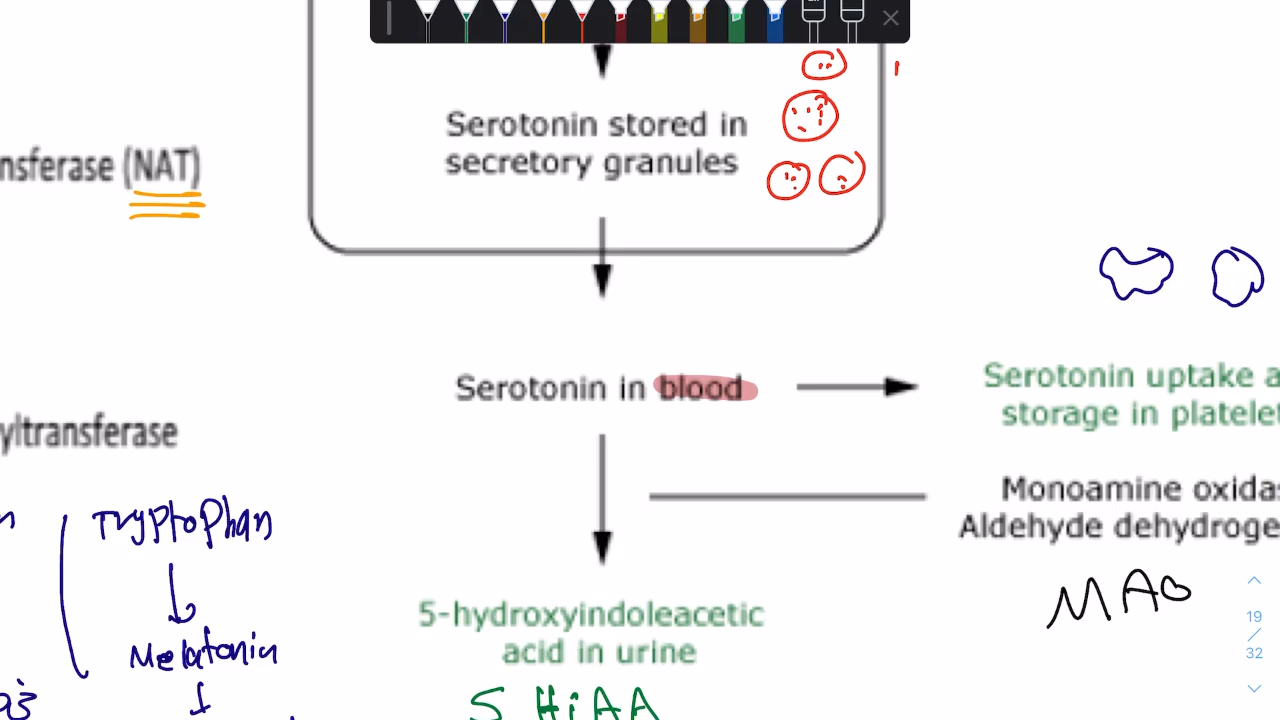 Serotonin stored in
secretory granules
nsferase (NAT)
Serotonin in blood
Serotonin uptake a
storage in platelet
yltransferase
Monoamine oxidas
Aldehyde dehydroge
Tryptophan
MAO
19
/
32
5-hydroxyindoleacetic
acid in urine
Melatonin
5 HiAA